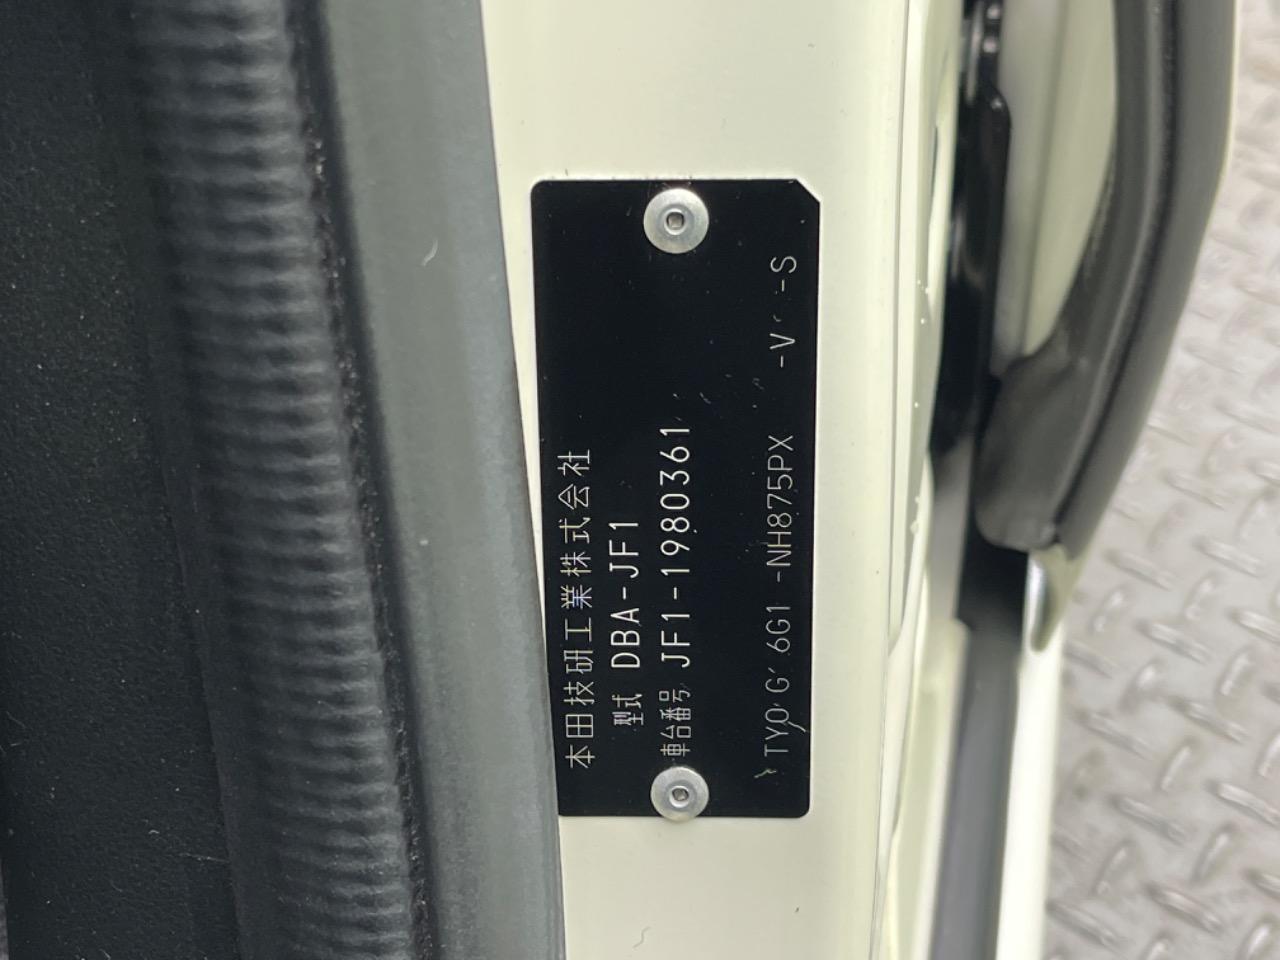 本田技研工業株式会社
型式 DBA-JF1
車台番号 JF1-1980361
TY0 G 6G1 -NH875PX -V -S